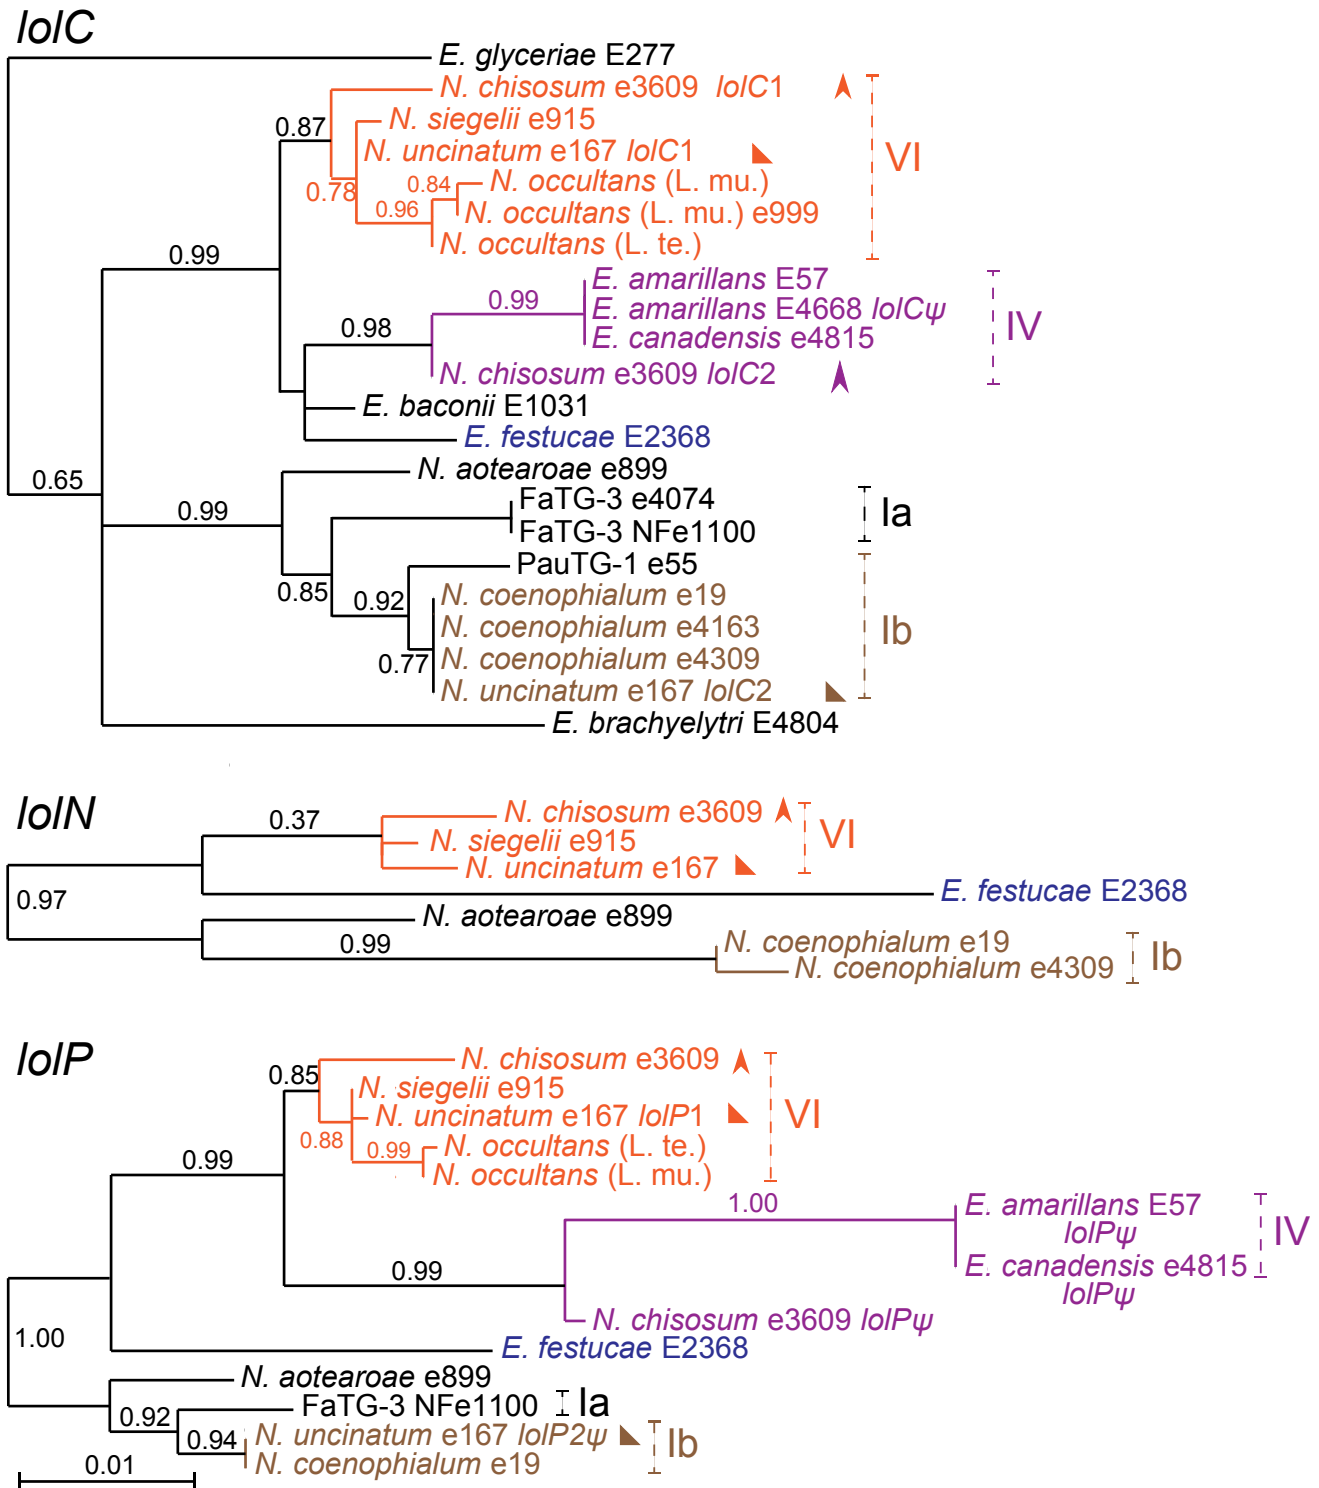 lolC
E. glyceriae E277
N. chisosum e3609 lolC1
0.87
N. siegelii e915
N. uncinatum e167 lolC1
VI
0.78
0.84
N. occultans (L. mu.)
0.96
N. occultans (L. mu.) e999
N. occultans (L. te.)
0.99
E. amarillans E57
0.99
E. amarillans E4668 lolCψ
IV
0.98
E. canadensis e4815
N. chisosum e3609 lolC2
E. baconii E1031
E. festucae E2368
0.65
N. aotearoae e899
0.99
FaTG-3 e4074
Ia
FaTG-3 NFe1100
PauTG-1 e55
0.85
0.92
N. coenophialum e19
N. coenophialum e4163
Ib
0.77
N. coenophialum e4309
N. uncinatum e167 lolC2
E. brachyelytri E4804
lolN
0.37
N. chisosum e3609
VI
N. siegelii e915
N. uncinatum e167
0.97
E. festucae E2368
N. aotearoae e899
0.99
N. coenophialum e19
Ib
N. coenophialum e4309
lolP
0.85
N. chisosum e3609
N. siegelii e915
N. uncinatum e167 lolP1
VI
0.88
0.99
N. occultans (L. te.)
0.99
N. occultans (L. mu.)
1.00
E. amarillans E57
lolPψ
IV
0.99
E. canadensis e4815
lolPψ
N. chisosum e3609 lolPψ
1.00
E. festucae E2368
N. aotearoae e899
FaTG-3 NFe1100
Ia
0.92
N. uncinatum e167 lolP2ψ
Ib
0.94
N. coenophialum e19
0.01